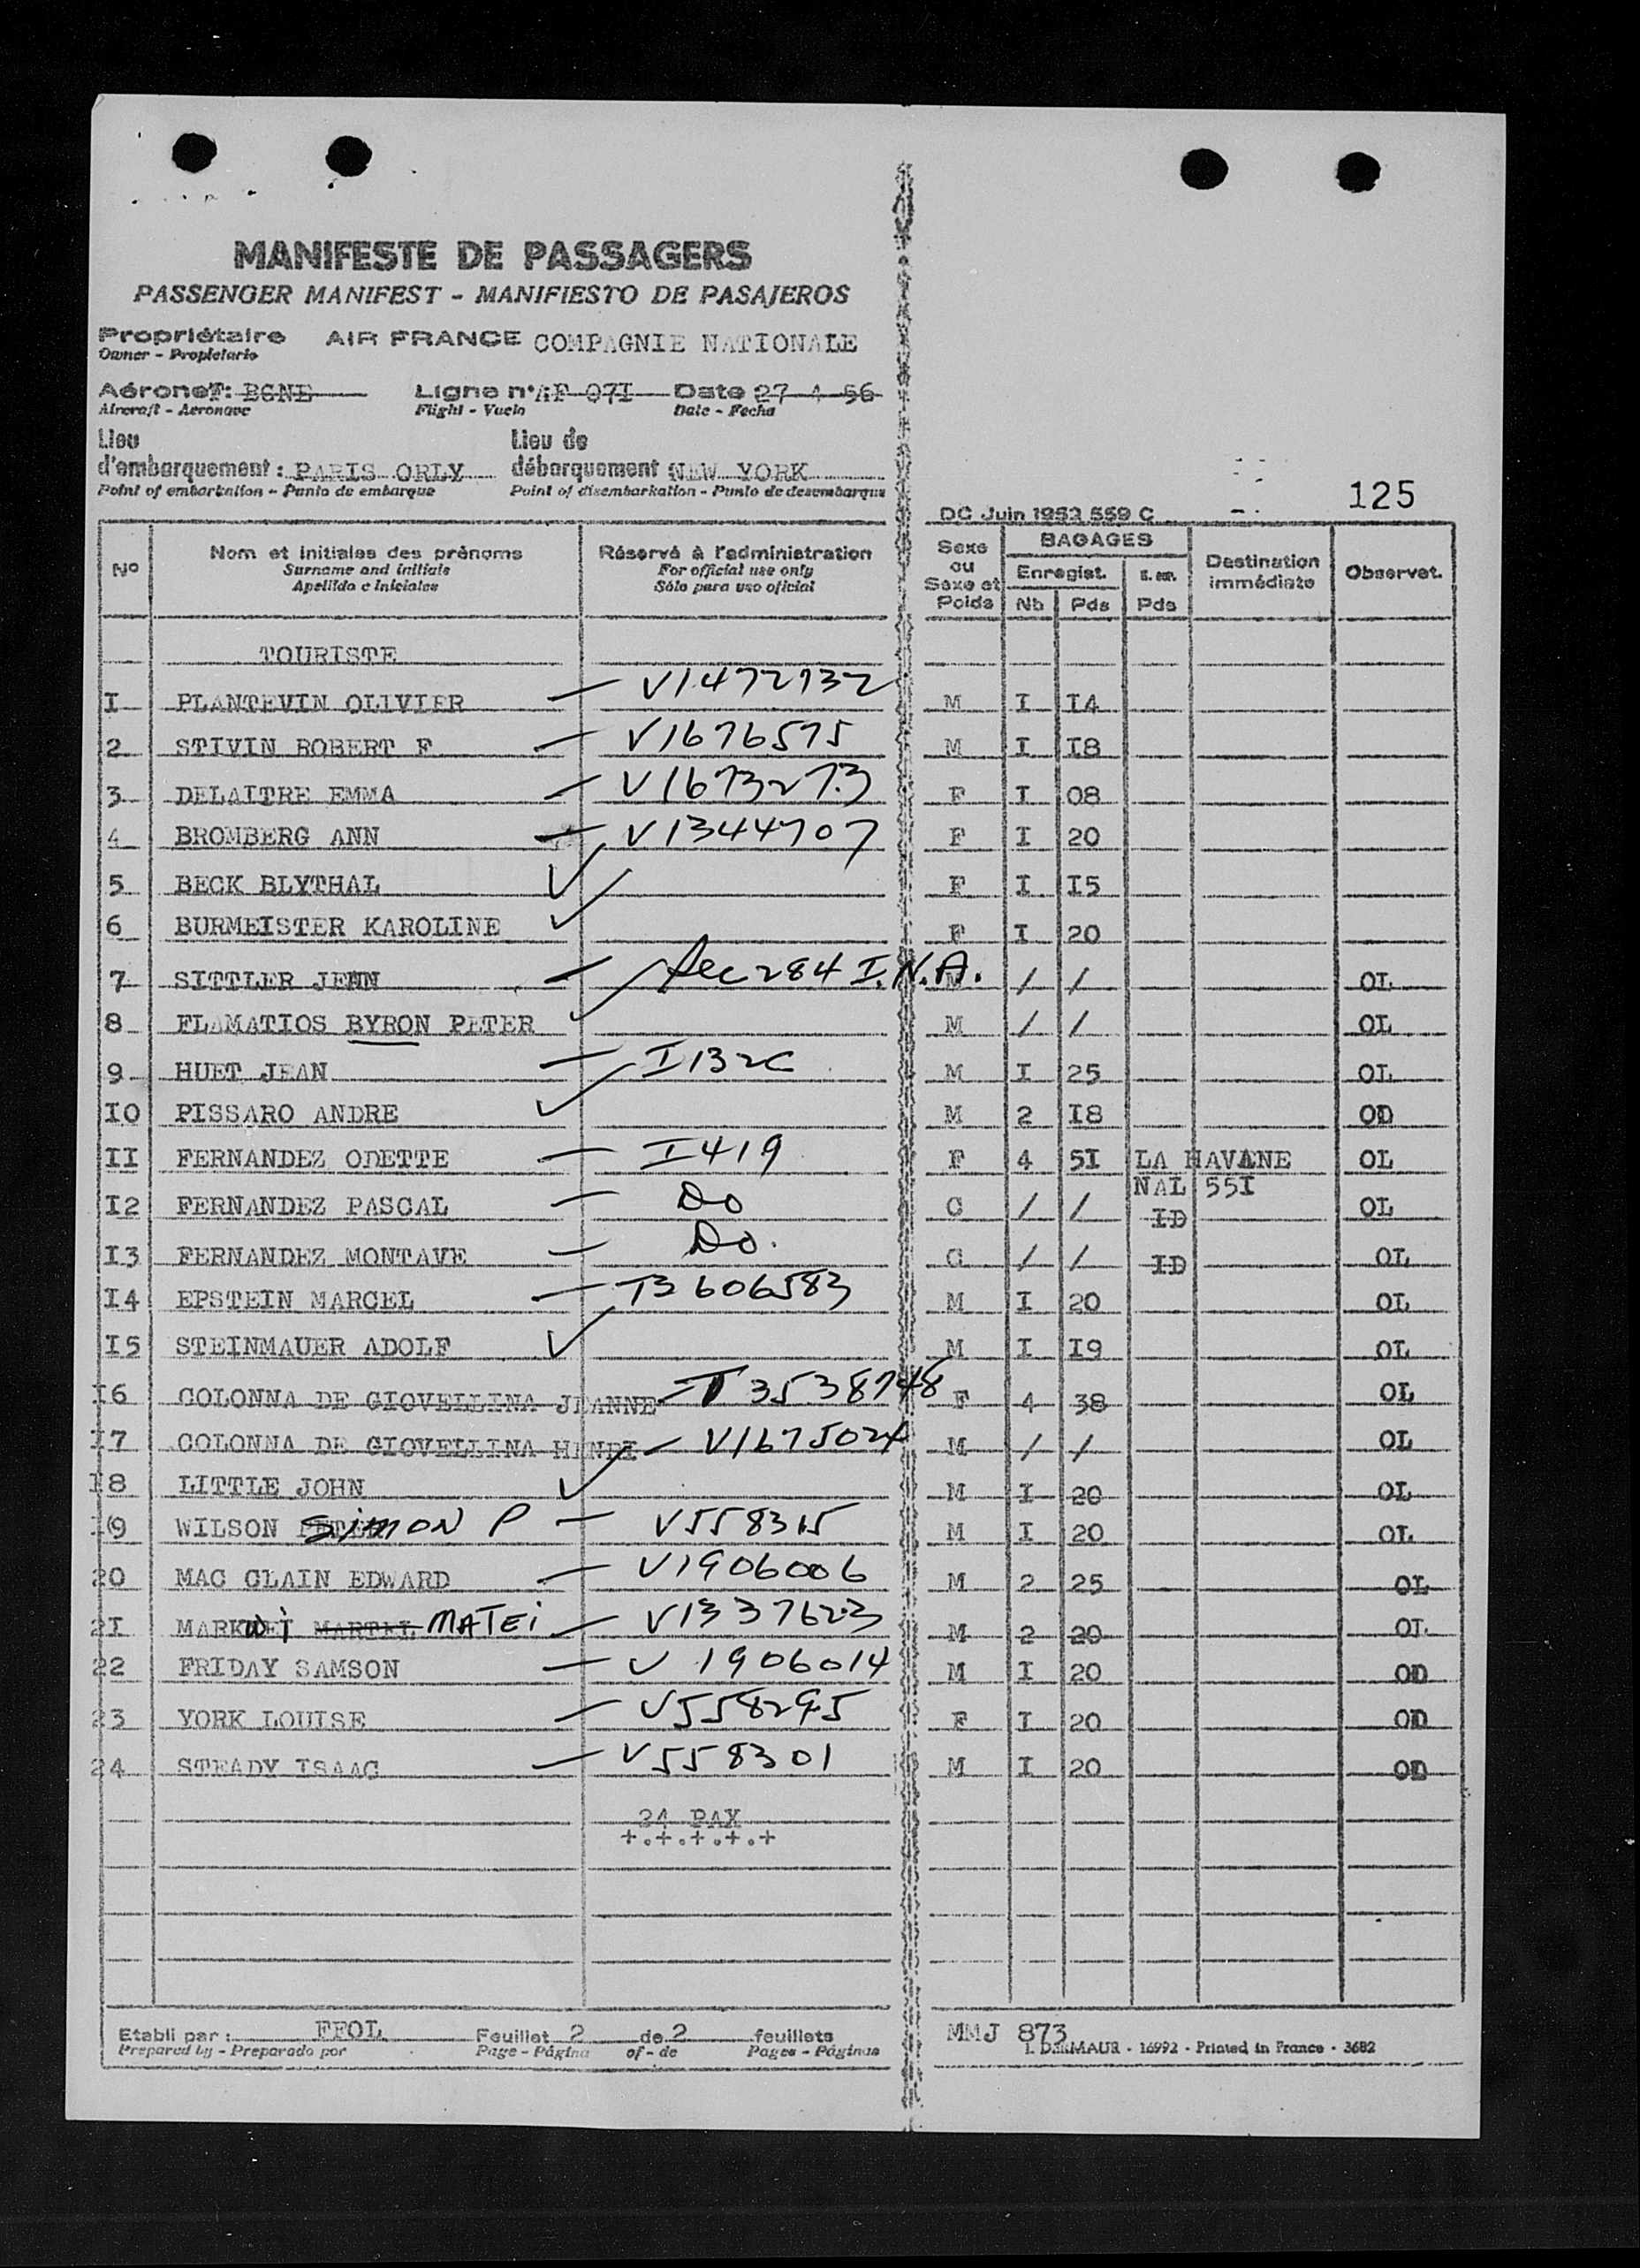 MANIFESTE DE PASSAGERS
PASSENGER MANIFEST - MANIFIESTO DE PASAJEROS
Propriétaire AIR FRANCE COMPAGNIE NATIONALE
Owner - Propietario
Aéronef: BGNE Ligne n° AF 07I Date 27 4 56
Aircraft - Aeronave Flight - Vuelo Date - Fecha
Lieu d'embarquement : PARIS ORLY Lieu de débarquement NEW YORK
Point of embarkation - Punto de embarque Point of disembarkation - Punto de desembarque
125
DC Juin 1953 559 C
N° Nom et initiales des prénoms Réservé à l'administration Sexe ou Sexe et Poids BAGAGES Enregist. Nb Pds Pds Destination immédiate Observat.
Surname and initials For official use only
Apellido e Iniciales Sólo para uso oficial
TOURISTE
I PLANTEVIN OLIVIER — V1472732 M I I4
2 STIVIN ROBERT F — V1676575 M I I8
3 DELAITRE EMMA — V1673273 F I 08
4 BROMBERG ANN — V1344707 F I 20
5 BECK BLYTHAL ✓ F I I5
6 BURMEISTER KAROLINE ✓ F I 20
7 SITTLER JEAN — Sec 284 I.N.A. M / / OL
8 FLAMATIOS BYRON PETER ✓ M / / OL
9 HUET JEAN — I132C M I 25 OL
I0 PISSARO ANDRE ✓ M 2 I8 OD
II FERNANDEZ ODETTE — I419 F 4 5I LA HAVANE OL
NAL 55I
I2 FERNANDEZ PASCAL — Do C / / ID OL
I3 FERNANDEZ MONTAVE — Do. C / / ID OL
I4 EPSTEIN MARCEL — T3606583 M I 20 OL
I5 STEINMAUER ADOLF ✓ M I I9 OL
I6 COLONNA DE GIOVELLINA JEANNE — T3538748 F 4 38 OL
I7 COLONNA DE GIOVELLINA HENRI — V1675024 M / / OL
I8 LITTLE JOHN ✓ M I 20 OL
I9 WILSON SIMON P — V558315 M I 20 OL
20 MAC CLAIN EDWARD — V1906006 M 2 25 OL
2I MARKWEI MARTEL MATEI — V1337623 M 2 20 OL
22 FRIDAY SAMSON — V 1906014 M I 20 OD
23 YORK LOUISE — V558295 F I 20 OD
24 STEADY ISAAC — V558301 M I 20 OD
24 PAX
+.+.+.+.+
Etabli par : FFOL Feuillet 2 de 2 feuillets
Prepared by - Preparado por Page - Página of - de Pages - Páginas
MMJ 873
MAUR - 16992 - Printed in France - 3682